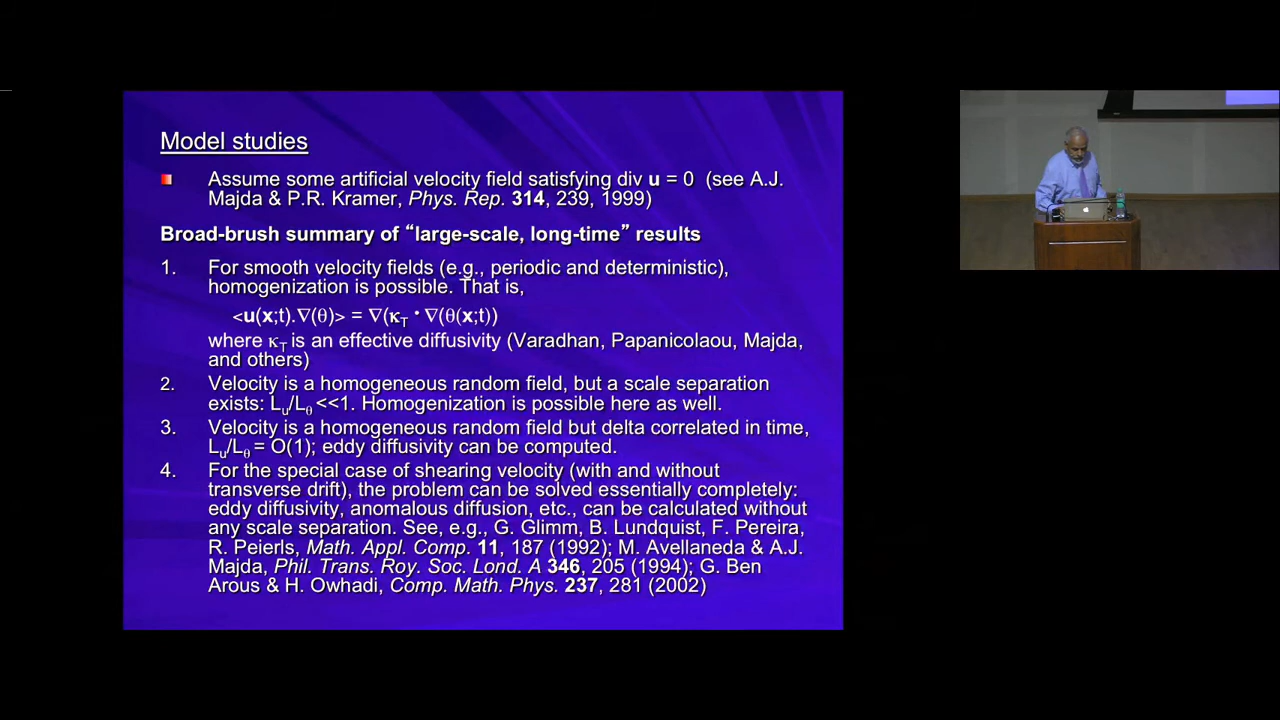 Model studies
Assume some artificial velocity field satisfying div u = 0 (see A.J.
Majda & P.R. Kramer, Phys. Rep. 314, 239, 1999)
Broad-brush summary of “large-scale, long-time” results
1. For smooth velocity fields (e.g., periodic and deterministic),
homogenization is possible. That is,
<u(x;t).∇(θ)> = ∇(κT • ∇(θ(x;t))
where κT is an effective diffusivity (Varadhan, Papanicolaou, Majda,
and others)
2. Velocity is a homogeneous random field, but a scale separation
exists: Lu/Lθ <<1. Homogenization is possible here as well.
3. Velocity is a homogeneous random field but delta correlated in time,
Lu/Lθ = O(1); eddy diffusivity can be computed.
4. For the special case of shearing velocity (with and without
transverse drift), the problem can be solved essentially completely:
eddy diffusivity, anomalous diffusion, etc., can be calculated without
any scale separation. See, e.g., G. Glimm, B. Lundquist, F. Pereira,
R. Peierls, Math. Appl. Comp. 11, 187 (1992); M. Avellaneda & A.J.
Majda, Phil. Trans. Roy. Soc. Lond. A 346, 205 (1994); G. Ben
Arous & H. Owhadi, Comp. Math. Phys. 237, 281 (2002)